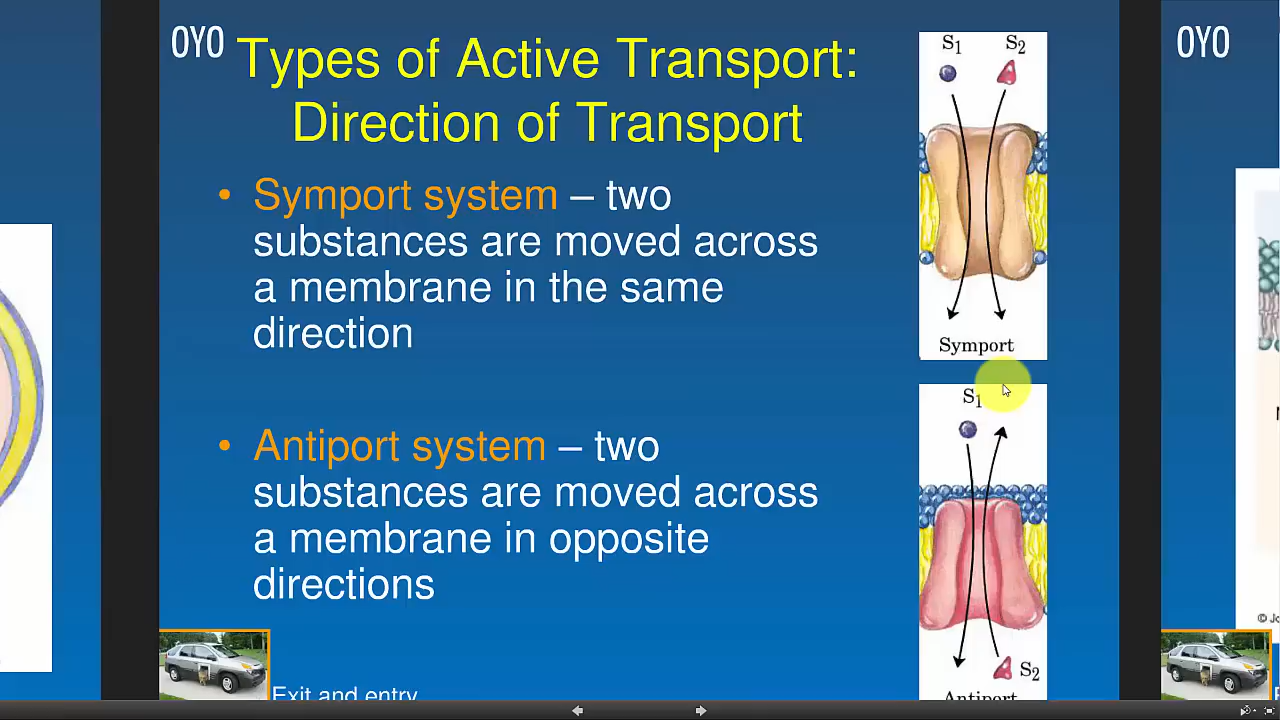 OYO
Types of Active Transport:
Direction of Transport
• Symport system – two
substances are moved across
a membrane in the same
direction
• Antiport system – two
substances are moved across
a membrane in opposite
directions
Exit and entry
S1 S2
Symport
S1
S2
Antiport
OYO